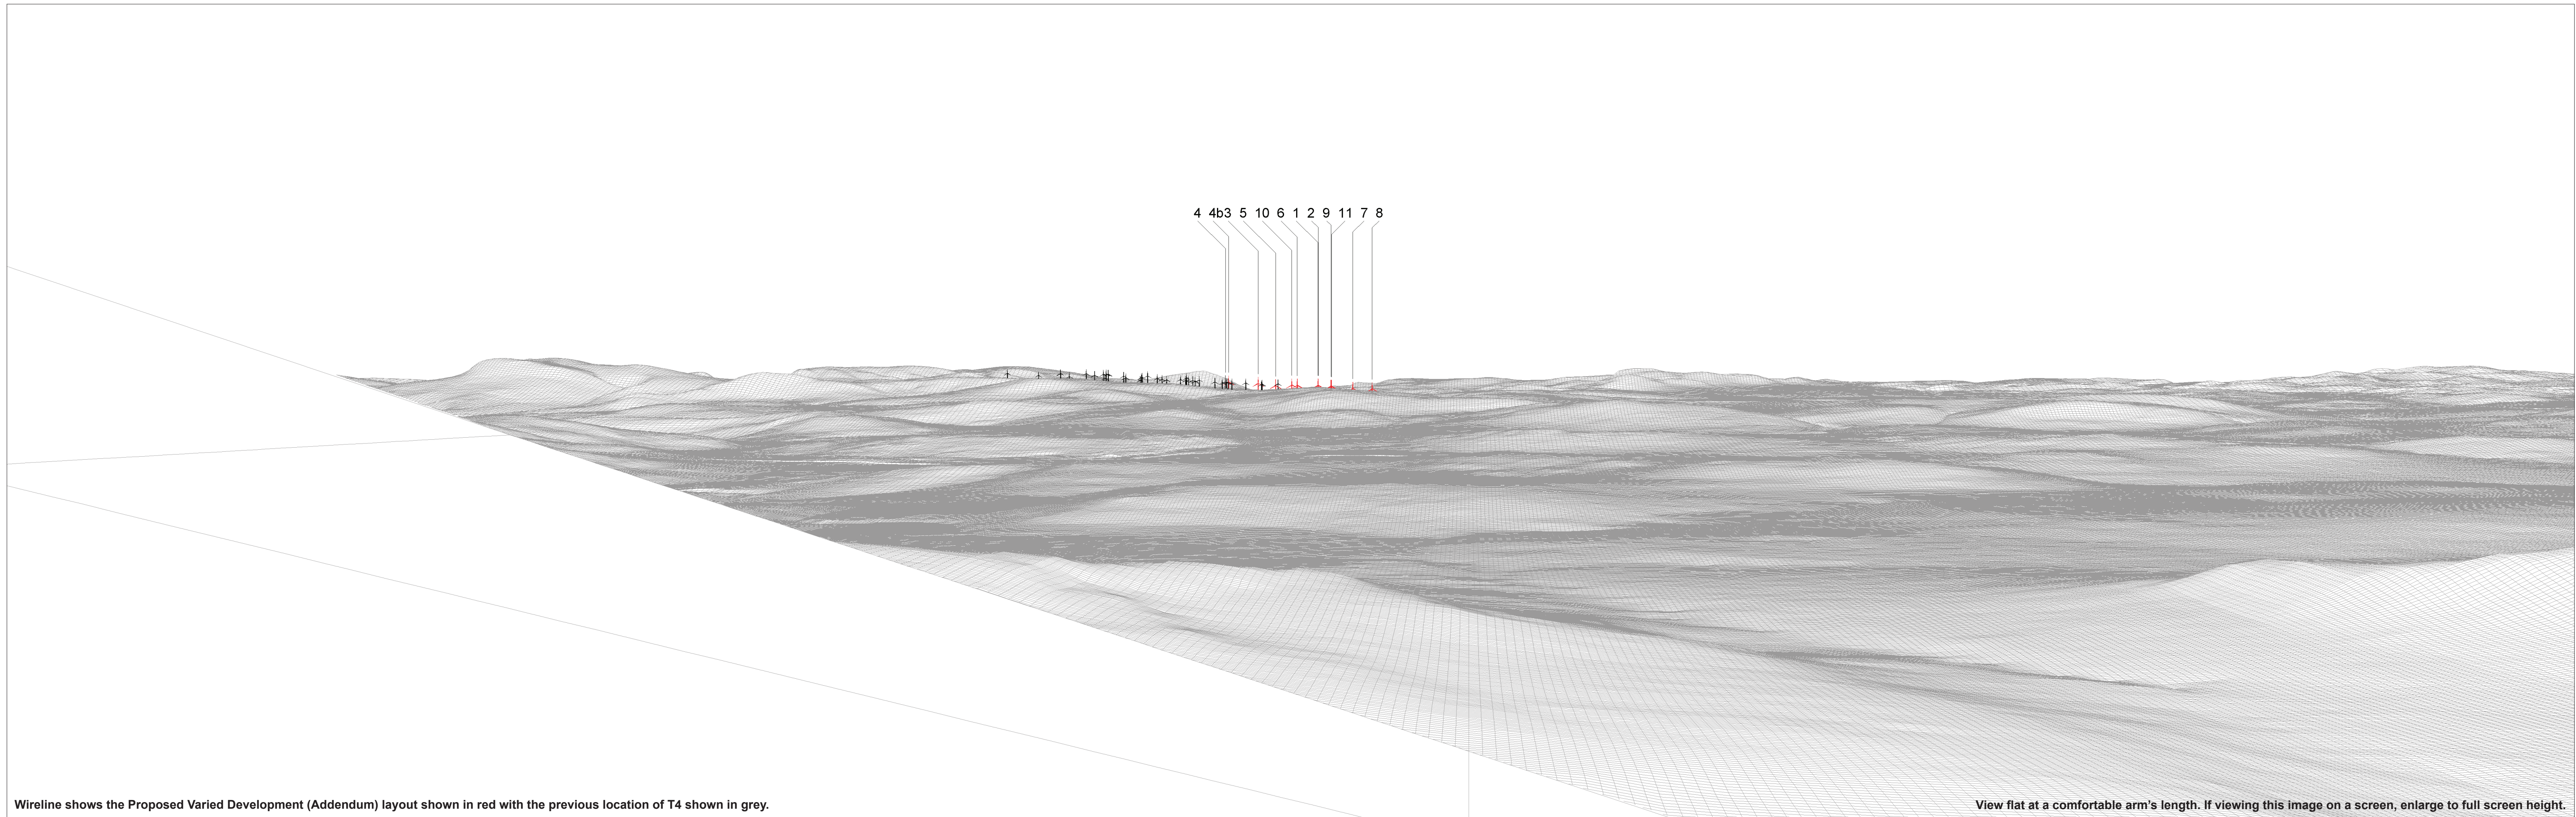 4 4b3 5 10 6 1 2 9 11 7 8
Wireline shows the Proposed Varied Development (Addendum) layout shown in red with the previous location of T4 shown in grey.
View flat at a comfortable arm’s length. If viewing this image on a screen, enlarge to full screen height.